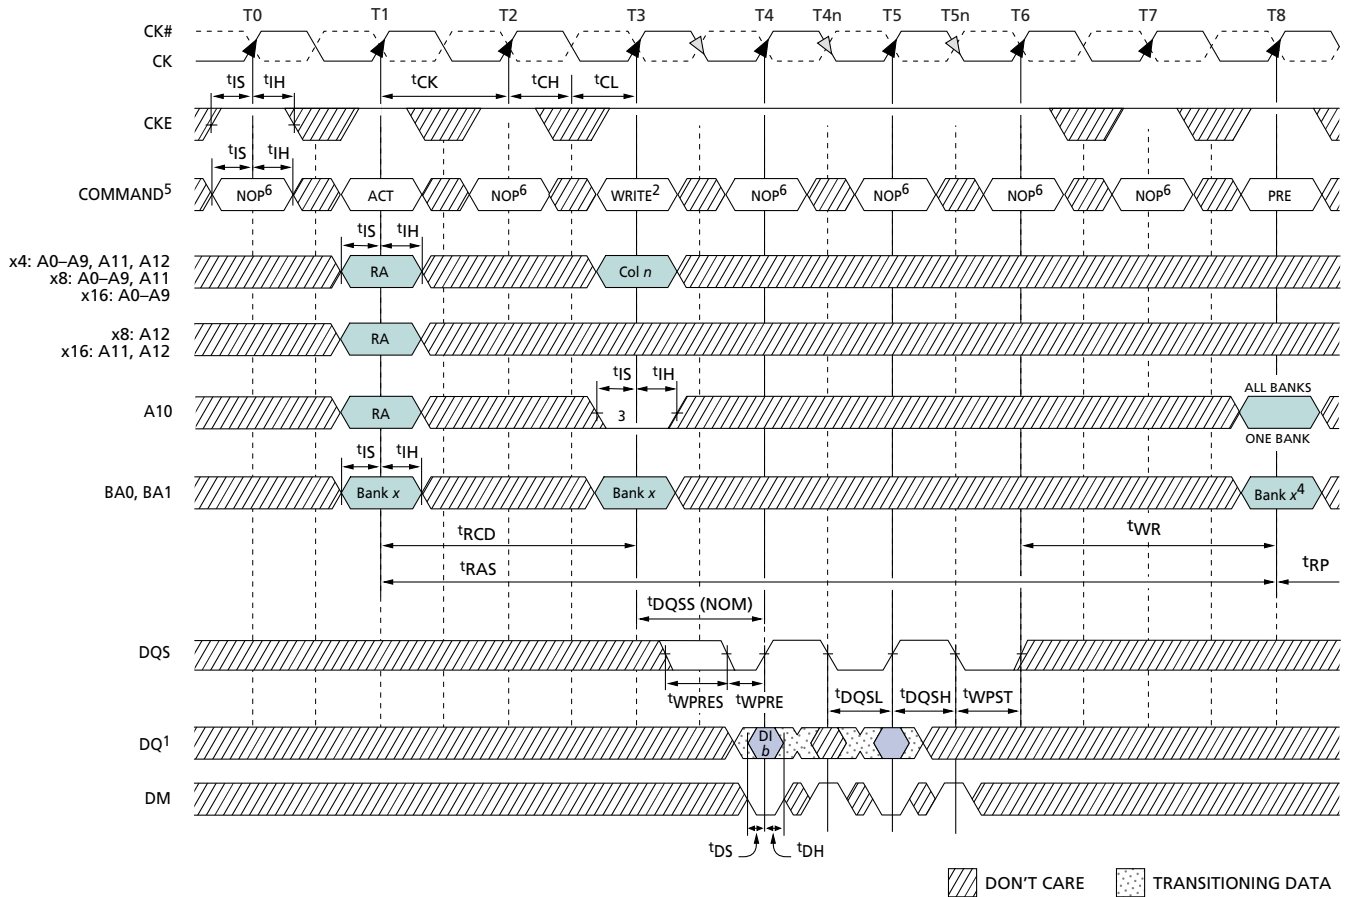 T0 T1 T2 T3 T4 T4n T5 T5n T6 T7 T8
CK#
CK
tIS tIH tCK tCH tCL
CKE
tIS tIH
COMMAND5 NOP6 ACT NOP6 WRITE2 NOP6 NOP6 NOP6 NOP6 PRE
tIS tIH
x4: A0–A9, A11, A12
x8: A0–A9, A11
x16: A0–A9
RA Col n
x8: A12
x16: A11, A12
RA
tIS tIH
ALL BANKS
A10 RA 3
ONE BANK
tIS tIH
BA0, BA1 Bank x Bank x Bank x4
tRCD tWR
tRAS tRP
tDQSS (NOM)
DQS
tWPRES tWPRE tDQSL tDQSH tWPST
DQ1 DI
b
DM
tDS tDH
DON'T CARE TRANSITIONING DATA